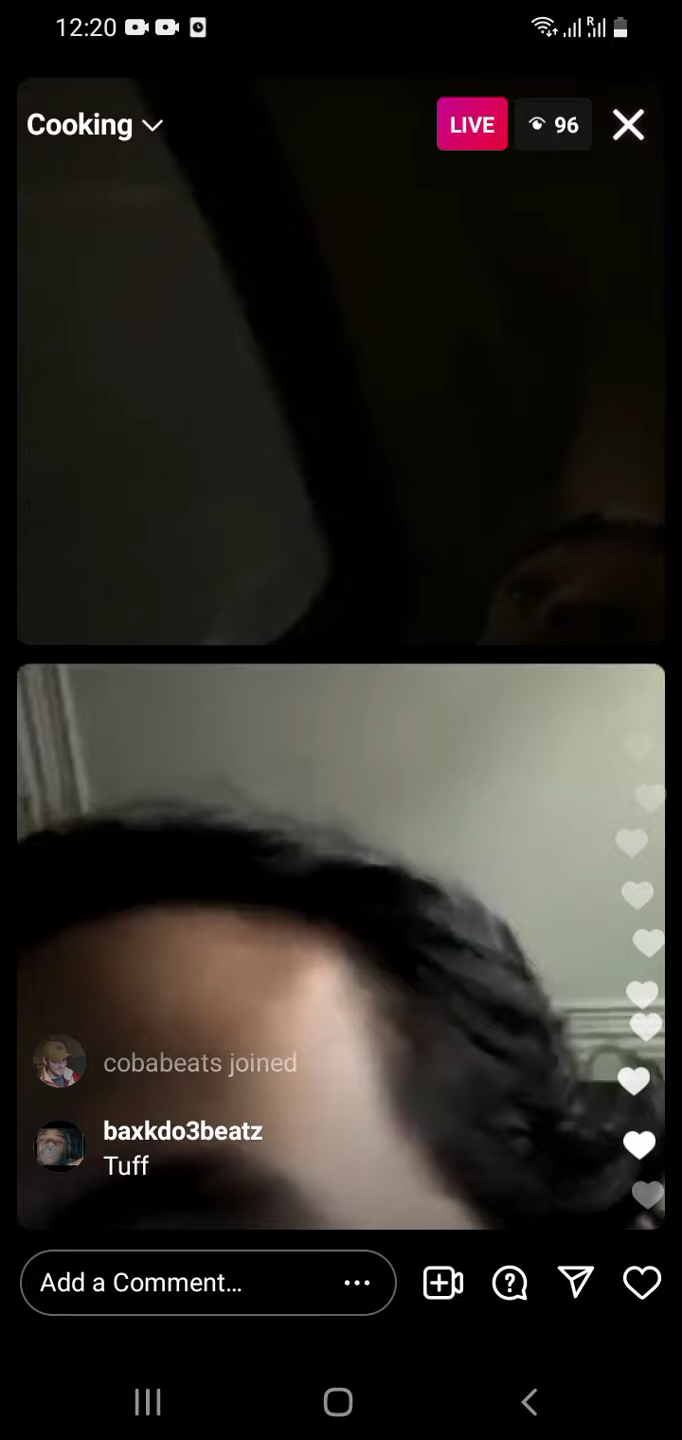 12:20
R
Cooking
LIVE
96
cobabeats joined
baxkdo3beatz
Tuff
Add a Comment...